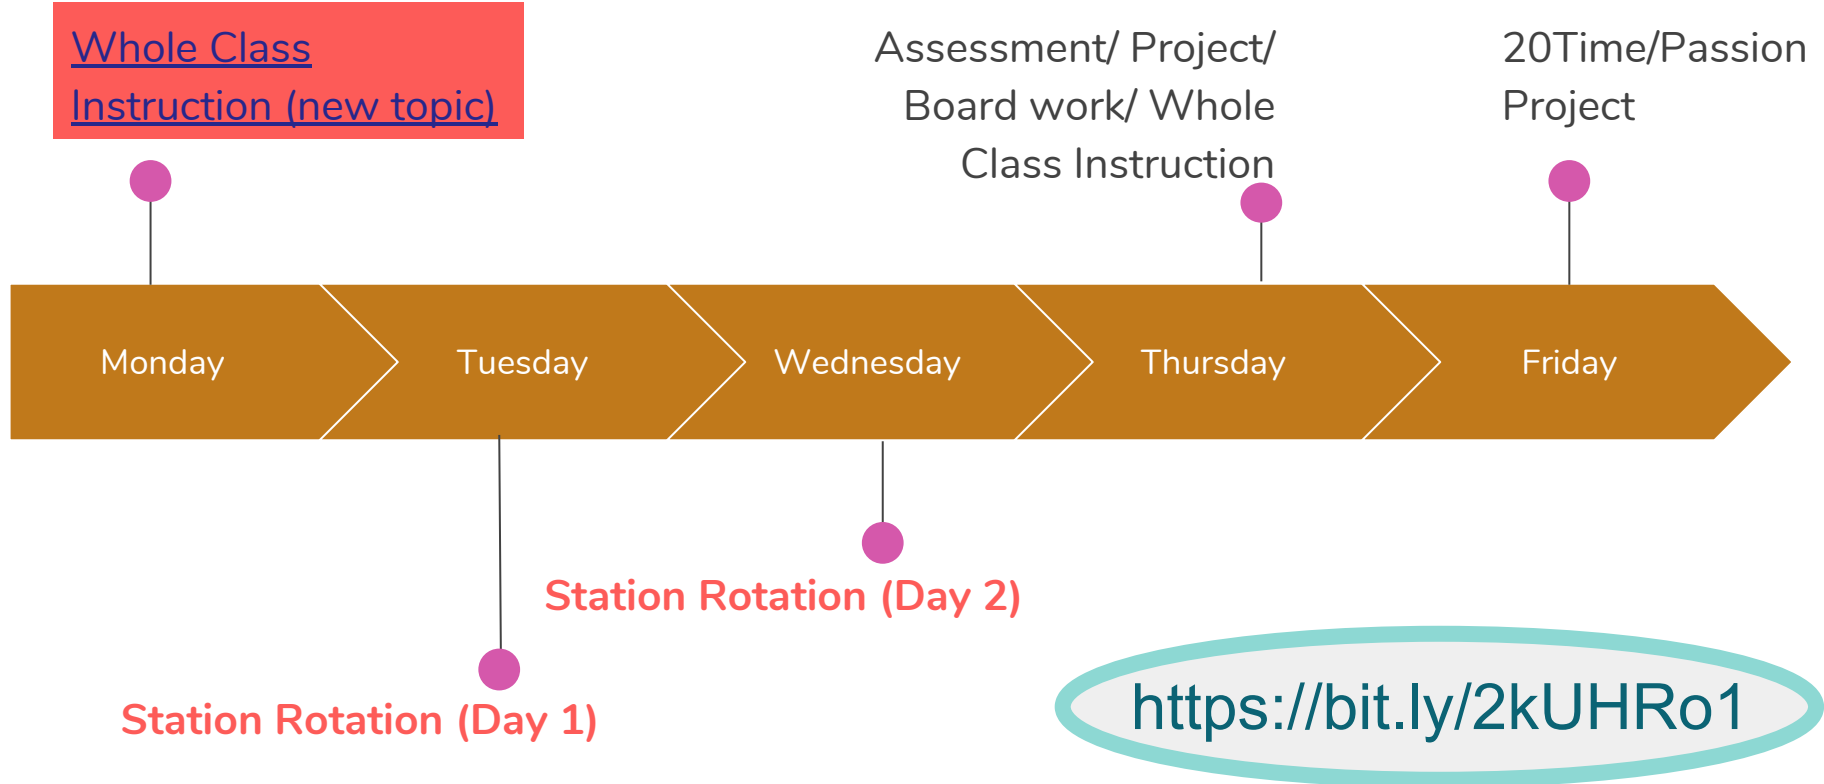 Whole Class
Instruction (new topic)
Assessment/ Project/
Board work/ Whole
Class Instruction
20Time/Passion
Project
Monday
Tuesday
Wednesday
Thursday
Friday
Station Rotation (Day 2)
Station Rotation (Day 1)
https://bit.ly/2kUHRo1